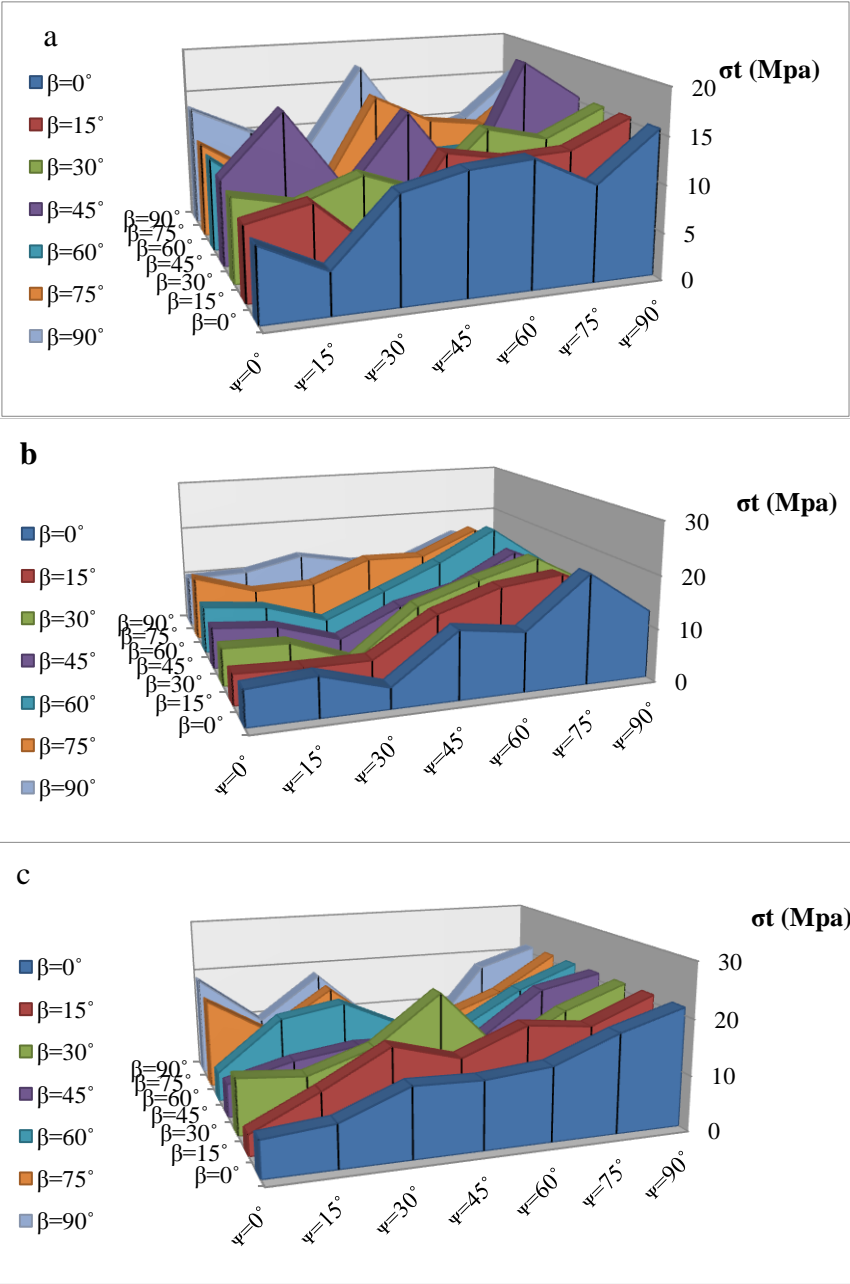 a
σt (Mpa)
β=0˚
β=15˚
β=30˚
β=45˚
β=60˚
β=75˚
β=90˚
20
15
10
5
0
β=90˚
β=75˚
β=60˚
β=45˚
β=30˚
β=15˚
β=0˚
Ψ=0˚
Ψ=15˚
Ψ=30˚
Ψ=45˚
Ψ=60˚
Ψ=75˚
Ψ=90˚
b
σt (Mpa)
β=0˚
β=15˚
β=30˚
β=45˚
β=60˚
β=75˚
β=90˚
30
20
10
0
β=90˚
β=75˚
β=60˚
β=45˚
β=30˚
β=15˚
β=0˚
Ψ=0˚
Ψ=15˚
Ψ=30˚
Ψ=45˚
Ψ=60˚
Ψ=75˚
Ψ=90˚
c
σt (Mpa)
β=0˚
β=15˚
β=30˚
β=45˚
β=60˚
β=75˚
β=90˚
30
20
10
0
β=90˚
β=75˚
β=60˚
β=45˚
β=30˚
β=15˚
β=0˚
Ψ=0˚
Ψ=15˚
Ψ=30˚
Ψ=45˚
Ψ=60˚
Ψ=75˚
Ψ=90˚